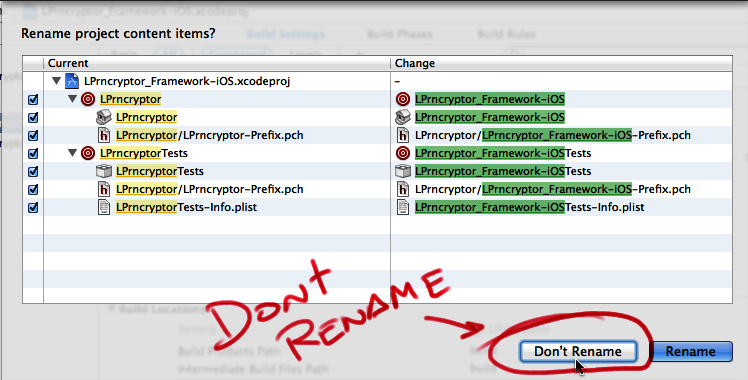 LPrncryptor_Framework-iOS.xcodeproj
Build Settings Build Phases Build Rules
Rename project content items?
Current Change
LPrncryptor_Framework-iOS.xcodeproj –
LPrncryptor LPrncryptor_Framework-iOS
LPrncryptor LPrncryptor_Framework-iOS
LPrncryptor/LPrncryptor-Prefix.pch LPrncryptor/LPrncryptor_Framework-iOS-Prefix.pch
LPrncryptorTests LPrncryptor_Framework-iOSTests
LPrncryptorTests LPrncryptor_Framework-iOSTests
LPrncryptor/LPrncryptor-Prefix.pch LPrncryptor/LPrncryptor_Framework-iOS-Prefix.pch
LPrncryptorTests-Info.plist LPrncryptor_Framework-iOSTests-Info.plist
Build Locations
DONT
RENAME
Don't Rename Rename
Build Products Path
Intermediate Build Files Path